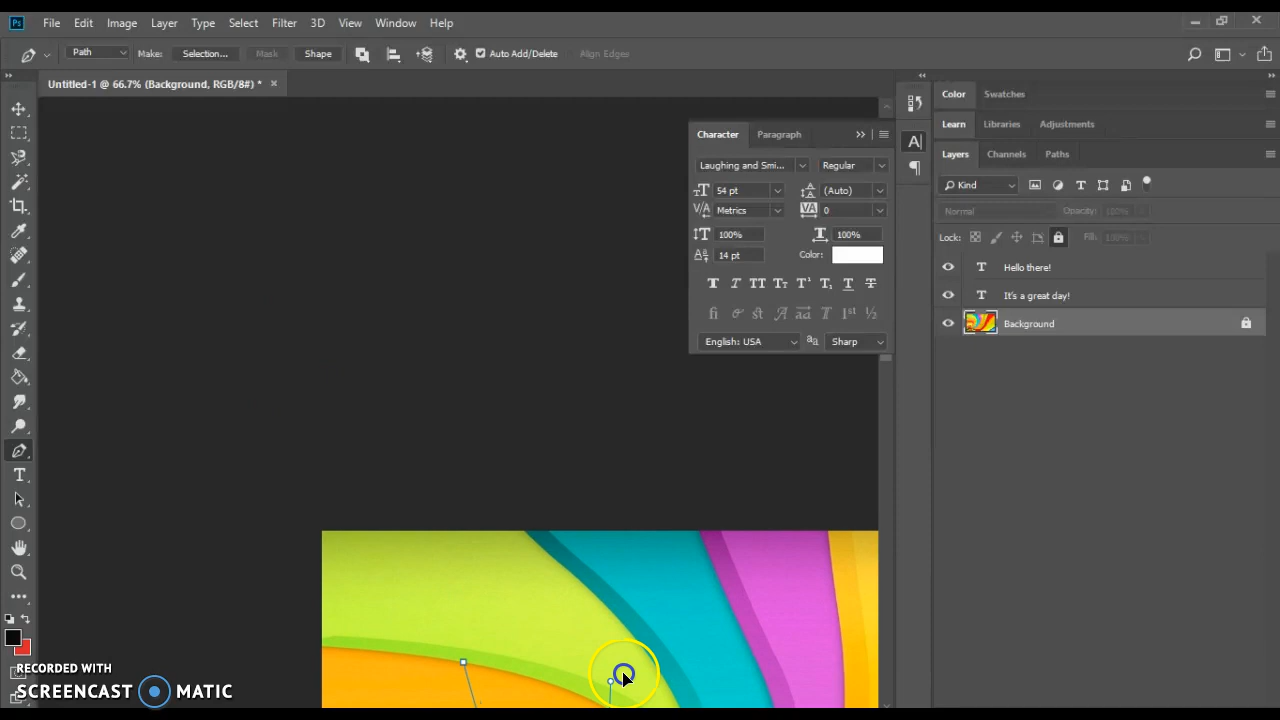 Ps File Edit Image Layer Type Select Filter 3D View Window Help
Path Make: Selection... Mask Shape Auto Add/Delete Align Edges
Untitled-1 @ 66.7% (Background, RGB/8#) * ×
Color Swatches
Learn Libraries Adjustments
Layers Channels Paths
Kind
Normal Opacity: 100%
Lock: Fill: 100%
Hello there!
It's a great day!
Background
Character Paragraph
Laughing and Smi... Regular
54 pt (Auto)
Metrics 0
100% 100%
14 pt Color:
English: USA Sharp
RECORDED WITH
SCREENCAST MATIC